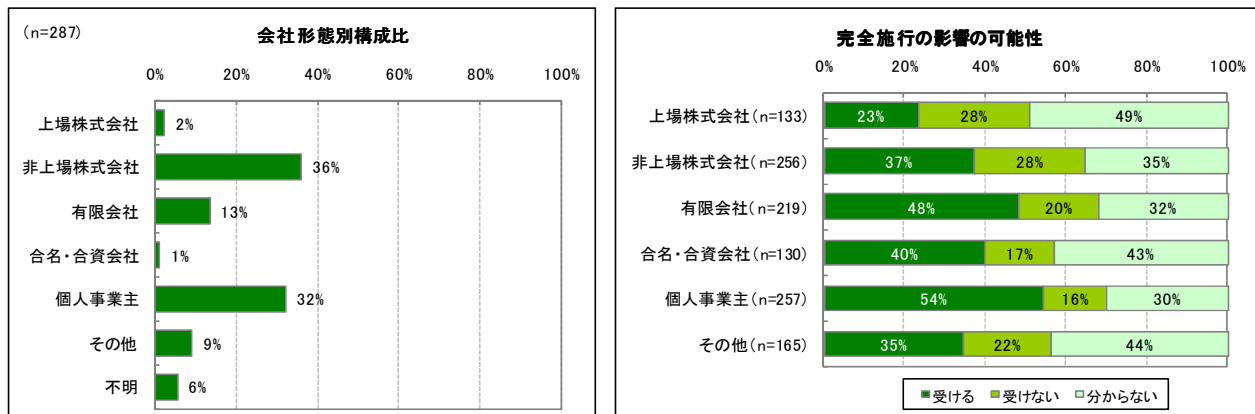 (n=287)
会社形態別構成比
0% 20% 40% 60% 80% 100%
上場株式会社 2%
非上場株式会社 36%
有限会社 13%
合名・合資会社 1%
個人事業主 32%
その他 9%
不明 6%
完全施行の影響の可能性
0% 20% 40% 60% 80% 100%
上場株式会社(n=133) 23% 28% 49%
非上場株式会社(n=256) 37% 28% 35%
有限会社(n=219) 48% 20% 32%
合名・合資会社(n=130) 40% 17% 43%
個人事業主(n=257) 54% 16% 30%
その他(n=165) 35% 22% 44%
受ける 受けない 分からない